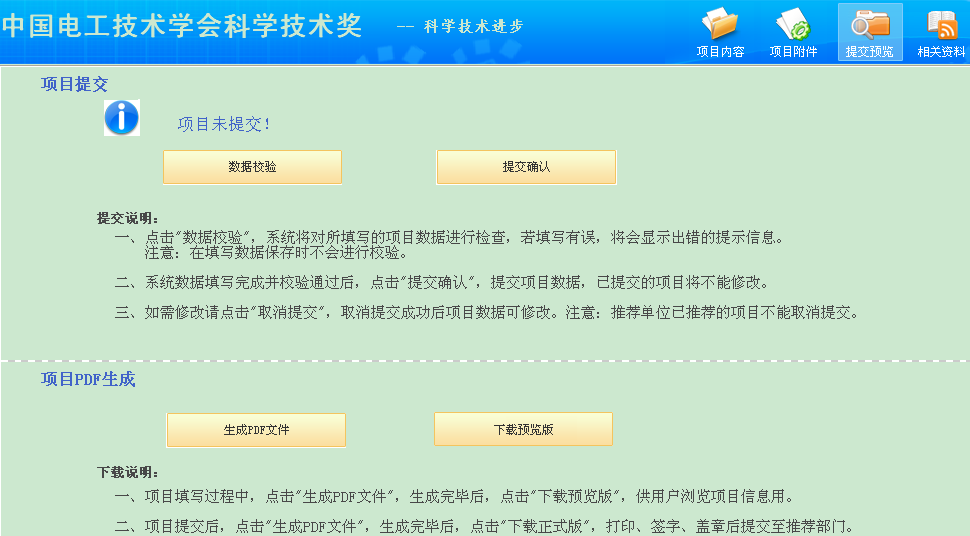 中国电工技术学会科学技术奖 -- 科学技术进步
项目内容 项目附件 提交预览 相关资料
项目提交
项目未提交!
数据校验 提交确认
提交说明:
一、点击"数据校验"，系统将对所填写的项目数据进行检查，若填写有误，将会显示出错的提示信息。
注意：在填写数据保存时不会进行校验。
二、系统数据填写完成并校验通过后，点击"提交确认"，提交项目数据，已提交的项目将不能修改。
三、如需修改请点击"取消提交"，取消提交成功后项目数据可修改。注意：推荐单位已推荐的项目不能取消提交。
项目PDF生成
生成PDF文件 下载预览版
下载说明:
一、项目填写过程中，点击"生成PDF文件"，生成完毕后，点击"下载预览版"，供用户浏览项目信息用。
二、项目提交后，点击"生成PDF文件"，生成完毕后，点击"下载正式版"，打印、签字、盖章后提交至推荐部门。